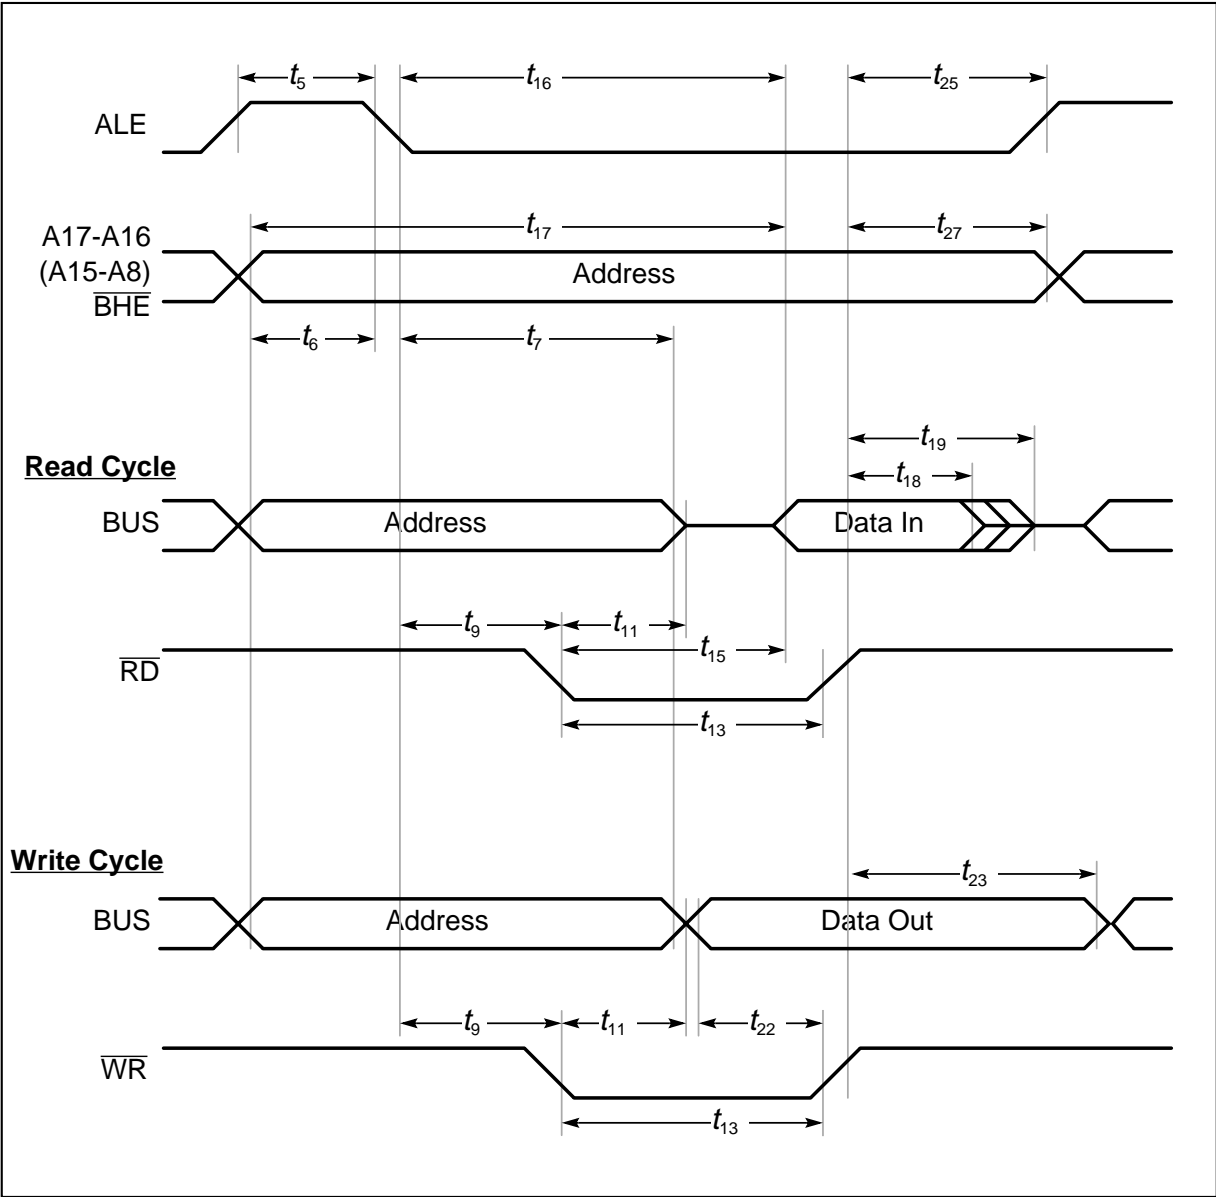 t5 t16 t25
ALE
t17 t27
A17-A16
(A15-A8)
BHE
Address
t6 t7
t19
Read Cycle
t18
BUS Address Data In
t9 t11
t15
RD
t13
Write Cycle
t23
BUS Address Data Out
t9 t11 t22
WR
t13